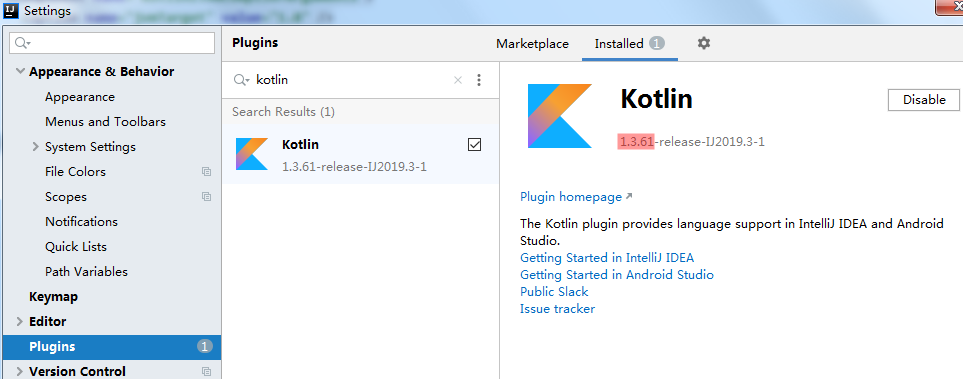 Settings
Appearance & Behavior
Appearance
Menus and Toolbars
System Settings
File Colors
Scopes
Notifications
Quick Lists
Path Variables
Keymap
Editor
Plugins 1
Version Control
Plugins
Marketplace
Installed 1
kotlin
Search Results (1)
Kotlin
1.3.61-release-IJ2019.3-1
Kotlin
Disable
1.3.61-release-IJ2019.3-1
Plugin homepage
The Kotlin plugin provides language support in IntelliJ IDEA and Android
Studio.
Getting Started in IntelliJ IDEA
Getting Started in Android Studio
Public Slack
Issue tracker